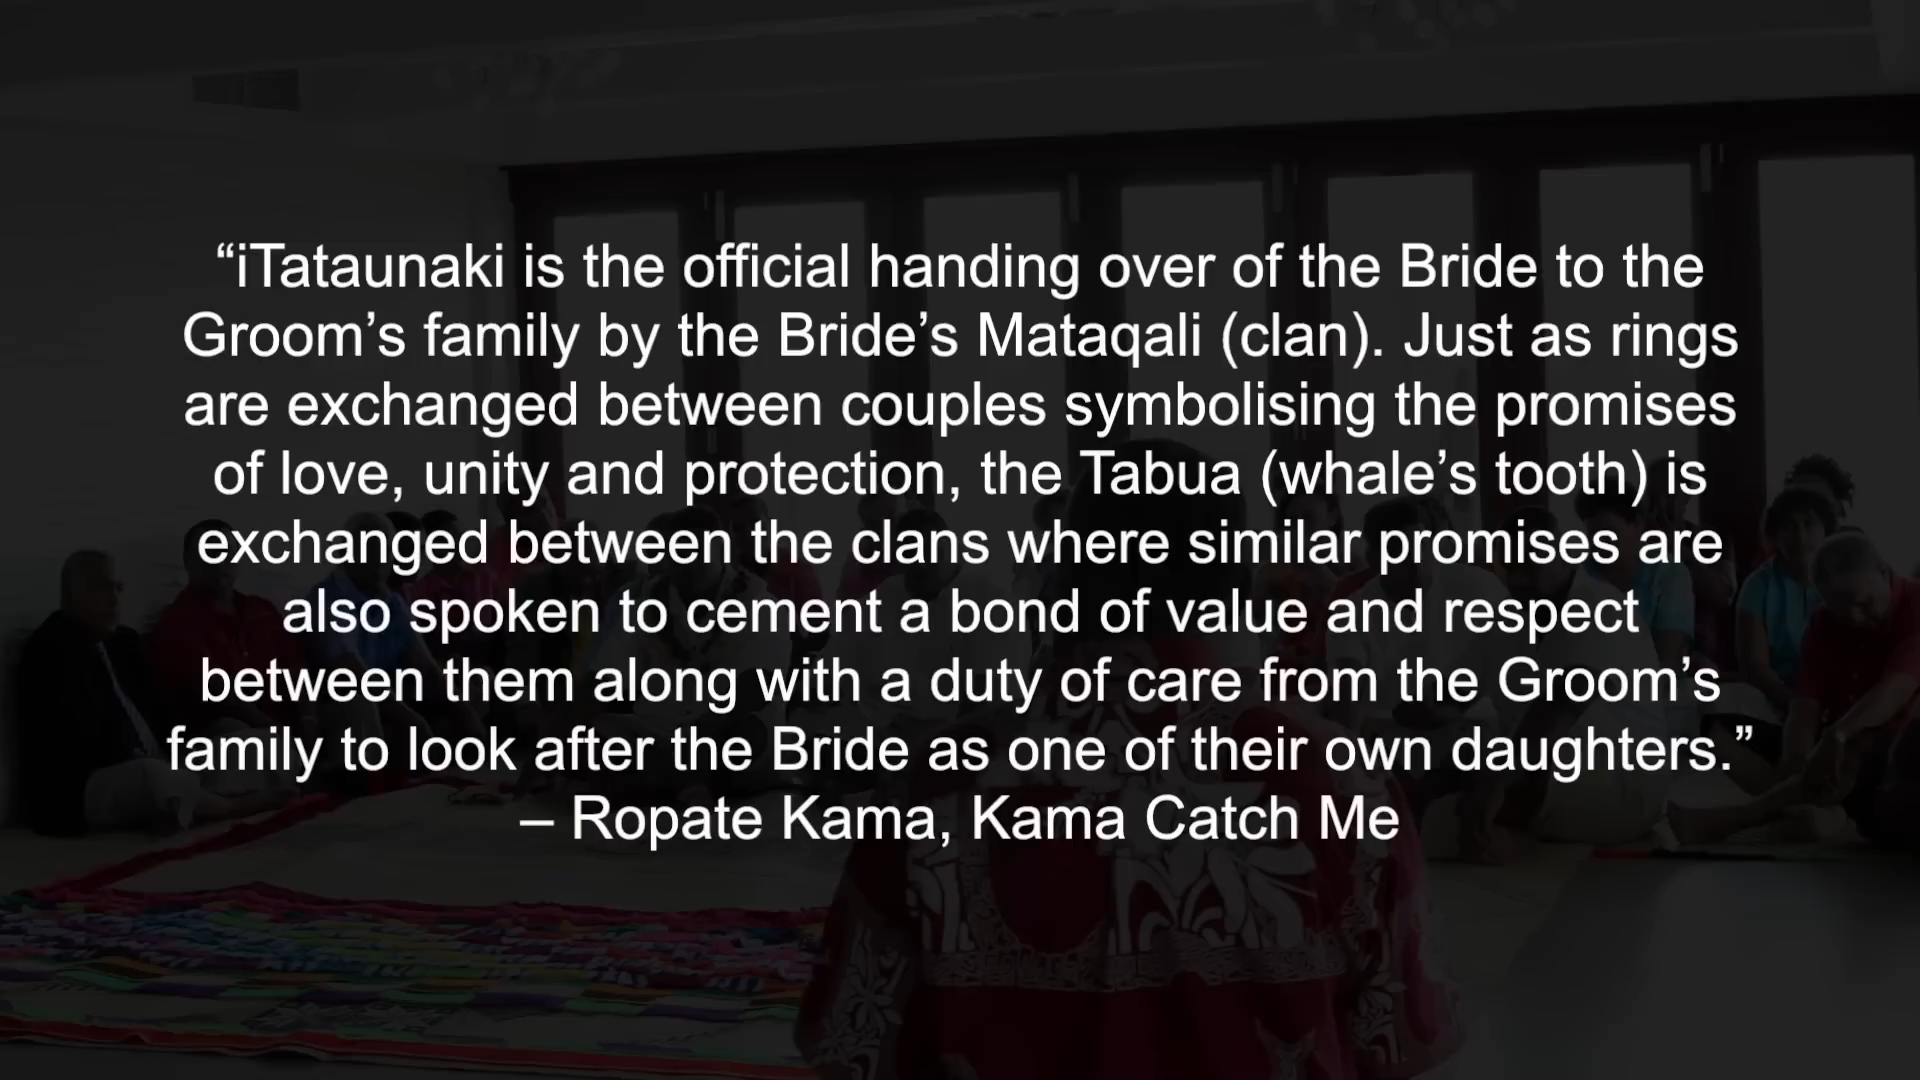 “iTataunaki is the official handing over of the Bride to the
Groom’s family by the Bride’s Mataqali (clan). Just as rings
are exchanged between couples symbolising the promises
of love, unity and protection, the Tabua (whale’s tooth) is
exchanged between the clans where similar promises are
also spoken to cement a bond of value and respect
between them along with a duty of care from the Groom’s
family to look after the Bride as one of their own daughters.”
– Ropate Kama, Kama Catch Me